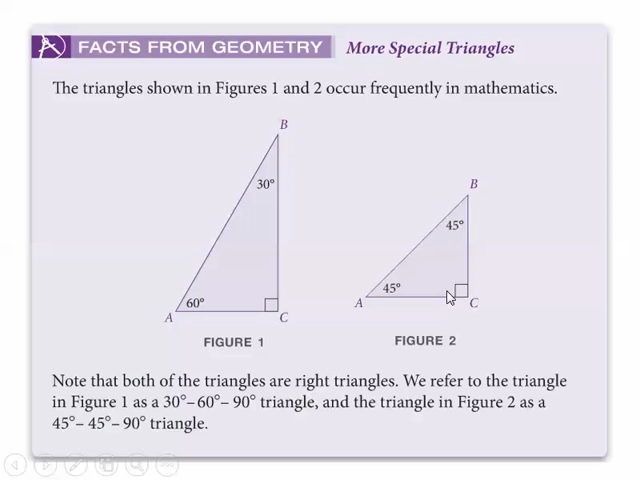 FACTS FROM GEOMETRY More Special Triangles
The triangles shown in Figures 1 and 2 occur frequently in mathematics.
B
30°
60°
A
C
FIGURE 1
B
45°
45°
A
C
FIGURE 2
Note that both of the triangles are right triangles. We refer to the triangle
in Figure 1 as a 30°–60°–90° triangle, and the triangle in Figure 2 as a
45°–45°–90° triangle.